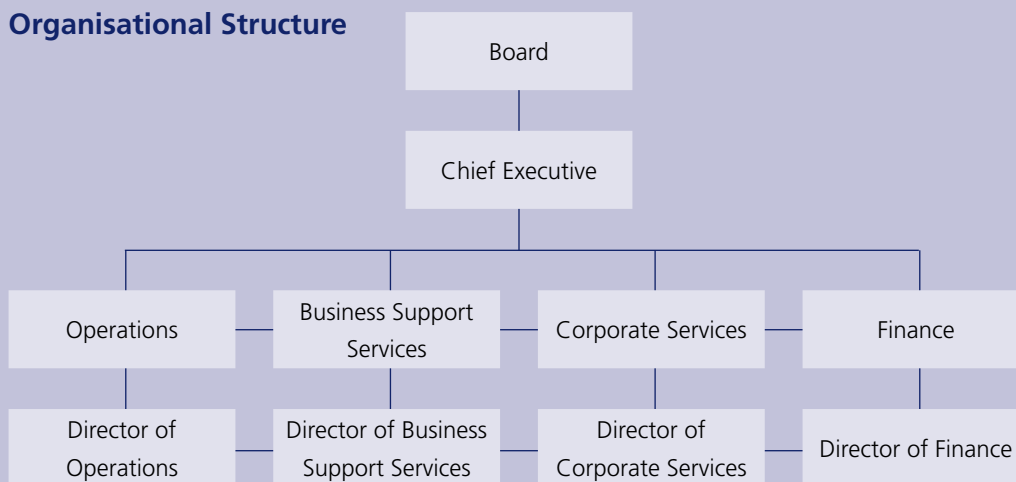 Organisational Structure
Board
Chief Executive
Operations
Business Support
Services
Corporate Services
Finance
Director of
Operations
Director of Business
Support Services
Director of
Corporate Services
Director of Finance